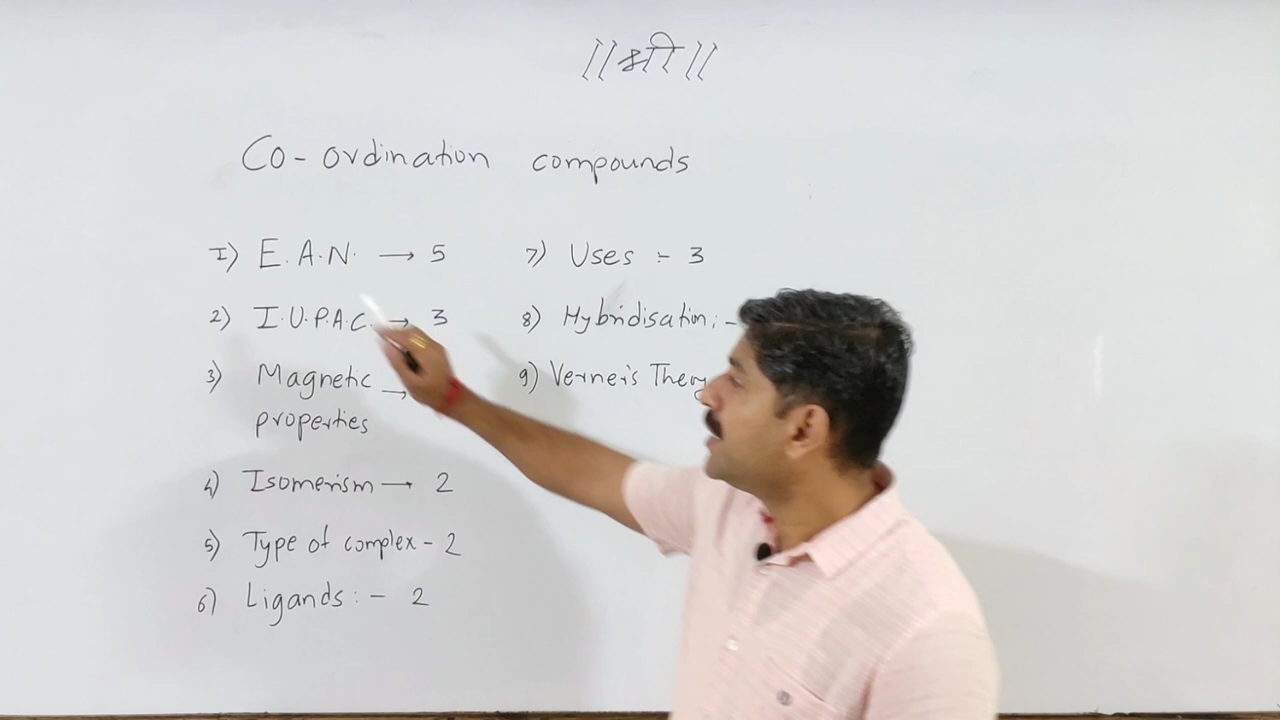 ||श्री||
Co-ordination compounds
1) E.A.N. → 5
2) I.U.P.A.C. → 3
3) Magnetic →
properties
4) Isomerism → 2
5) Type of complex - 2
6) Ligands :- 2
7) Uses :- 3
8) Hybridisation :-
9) Verner's Theory